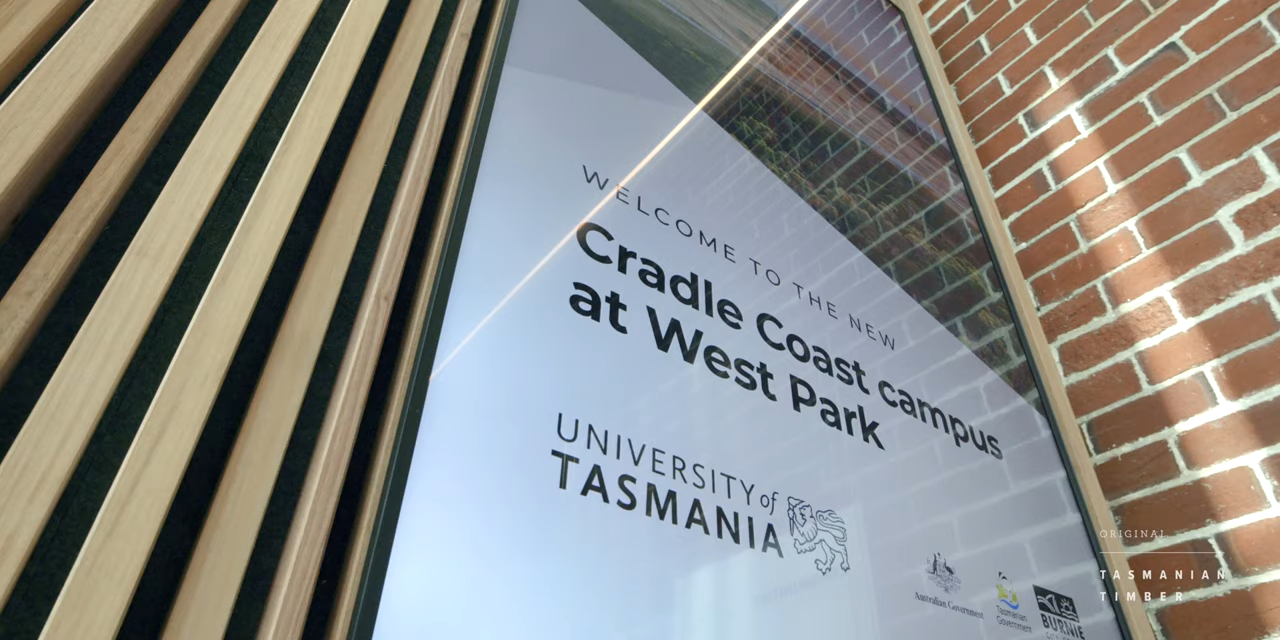 WELCOME TO THE NEW
Cradle Coast campus
at West Park
UNIVERSITY of
TASMANIA
Australian Government
Tasmanian
Government
BURNIE
ORIGINAL
TASMANIAN
TIMBER